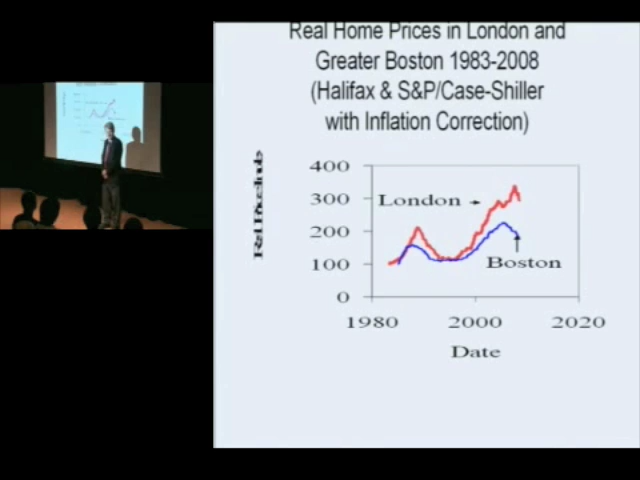 Real Home Prices in London and
Greater Boston 1983-2008
(Halifax & S&P/Case-Shiller
with Inflation Correction)
400
300
200
100
0
London
Boston
1980 2000 2020
Date